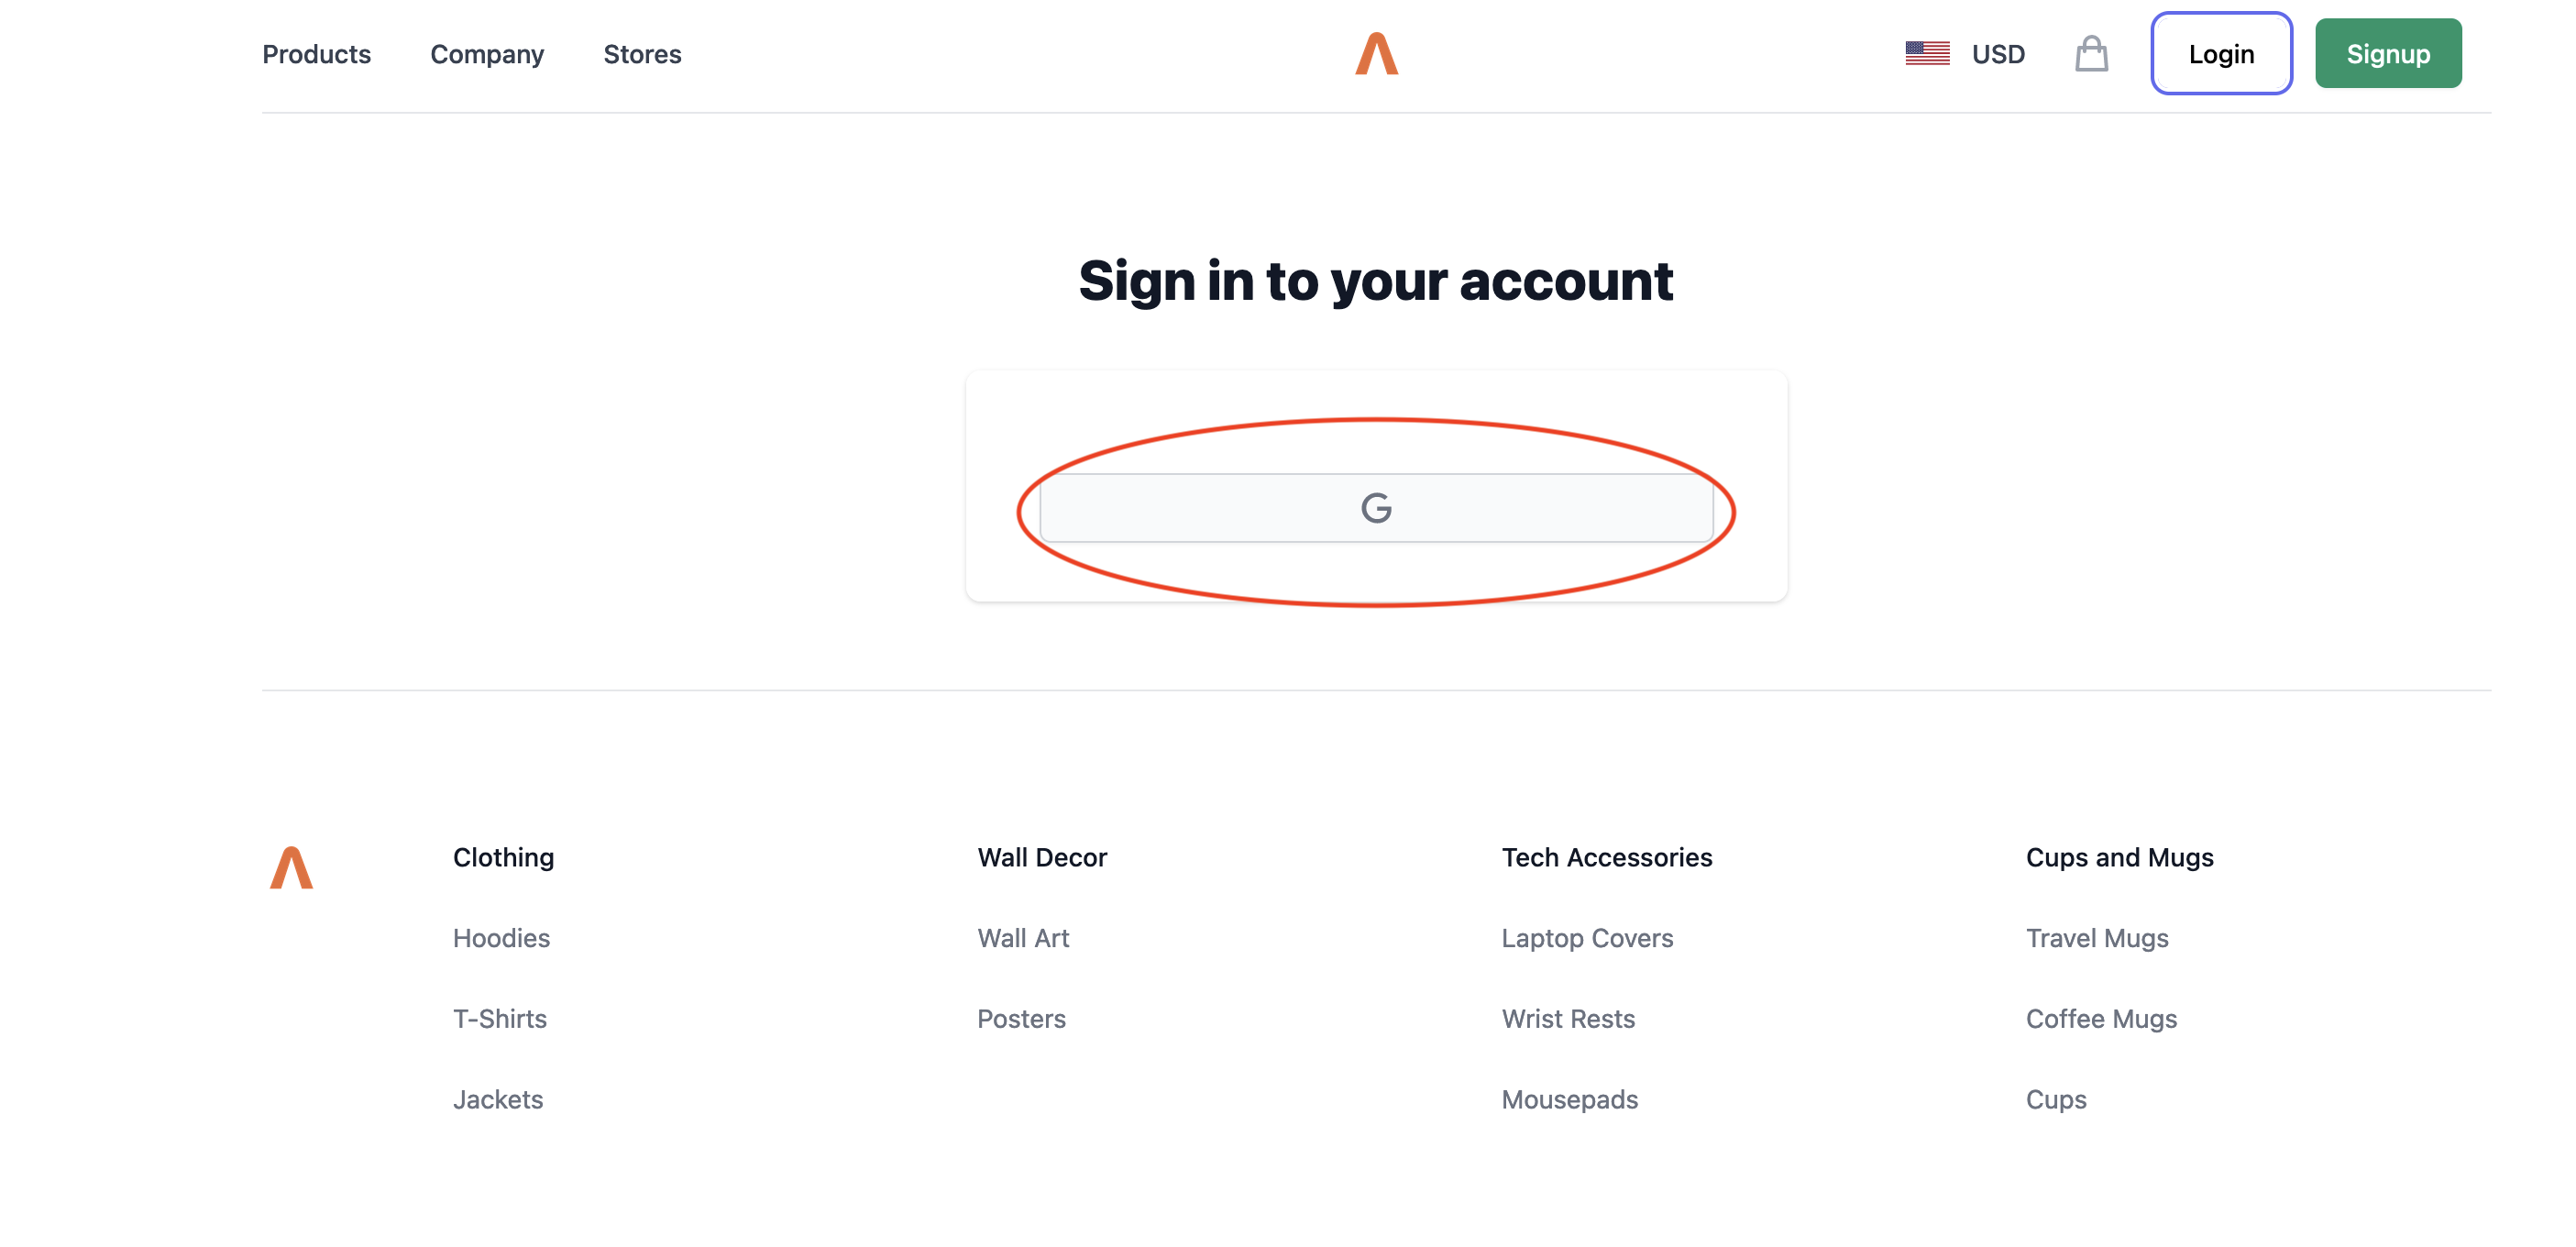 Products Company Stores USD Login Signup
Sign in to your account
G
Clothing Wall Decor Tech Accessories Cups and Mugs
Hoodies Wall Art Laptop Covers Travel Mugs
T-Shirts Posters Wrist Rests Coffee Mugs
Jackets Mousepads Cups